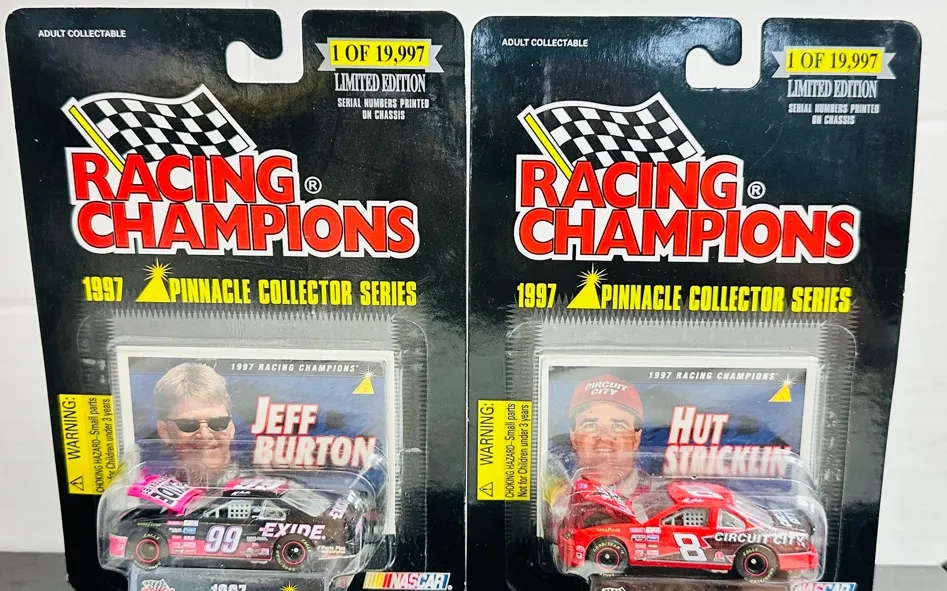 ADULT COLLECTABLE
1 OF 19,997
LIMITED EDITION
SERIAL NUMBERS PRINTED
ON CHASSIS
RACING ®
CHAMPIONS
1997 PINNACLE COLLECTOR SERIES
1997 RACING CHAMPIONS
JEFF
BURTON
WARNING:
CHOKING HAZARD-Small parts
for Children under 3 years
99
EXIDE
1997
NASCAR
ADULT COLLECTABLE
1 OF 19,997
LIMITED EDITION
SERIAL NUMBERS PRINTED
ON CHASSIS
RACING ®
CHAMPIONS
1997 PINNACLE COLLECTOR SERIES
1997 RACING CHAMPIONS
CIRCUIT
CITY
HUT
STRICKLIN
WARNING:
CHOKING HAZARD-Small parts
Not for Children under 3 years
8
CIRCUIT CITY
NASCAR